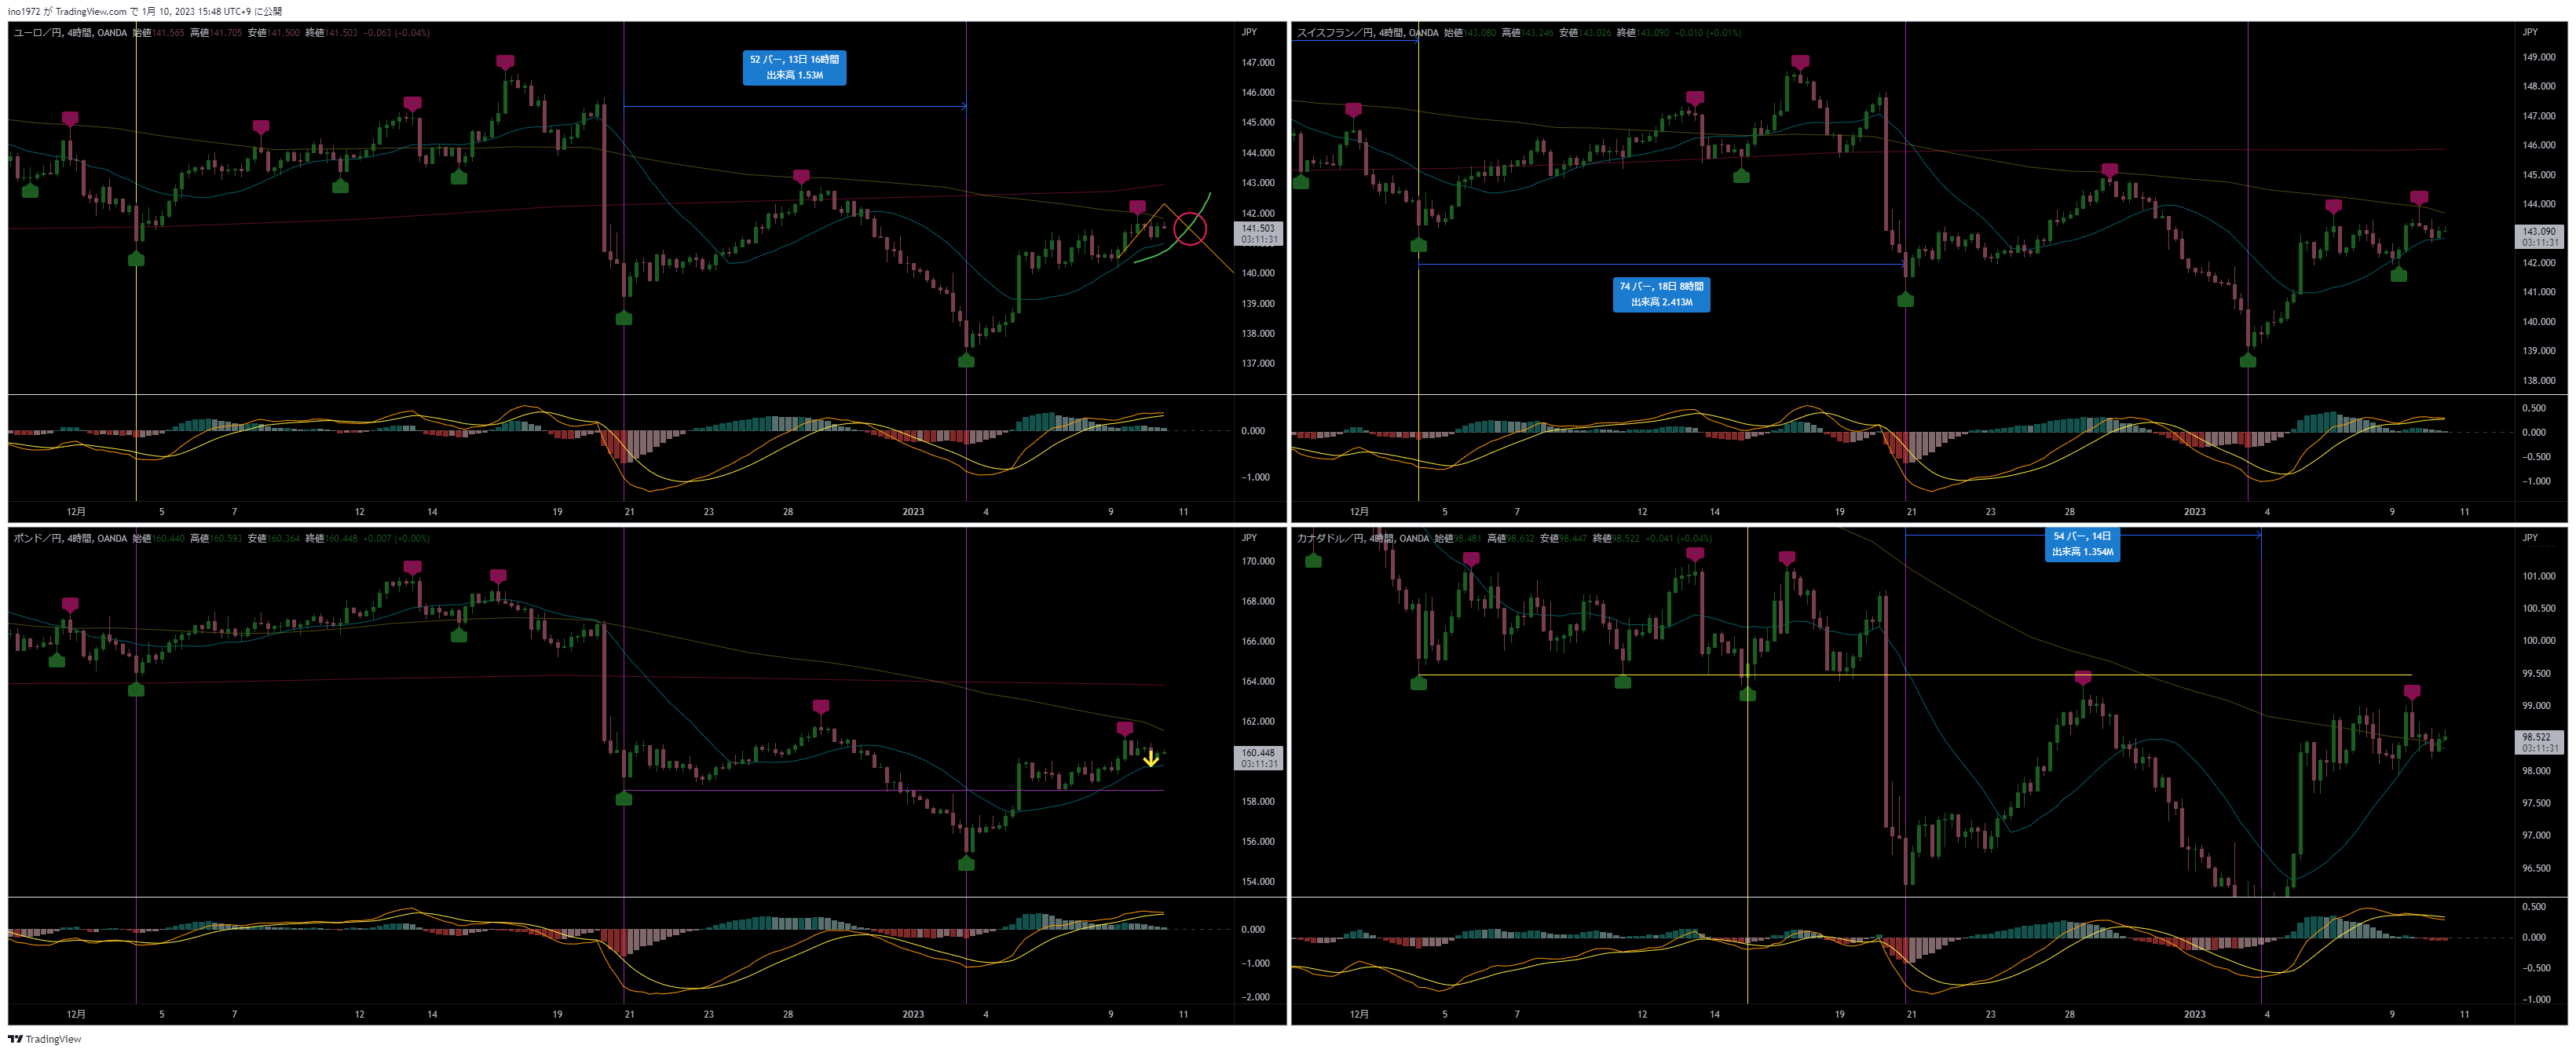 ino1972 が TradingView.com で 1月 10, 2023 15:48 UTC+9 に公開
ユーロ／円, 4時間, OANDA 始値141.565 高値141.705 安値141.500 終値141.503 -0.063 (-0.04%)
JPY
52 バー, 13日 16時間
出来高 1.53M
147.000
146.000
145.000
144.000
143.000
142.000
141.503
03:11:31
140.000
139.000
138.000
137.000
0.000
-1.000
12月 5 7 12 14 19 21 23 28 2023 4 9 11
スイスフラン／円, 4時間, OANDA 始値143.080 高値143.246 安値143.026 終値143.090 +0.010 (+0.01%)
JPY
74 バー, 18日 8時間
出来高 2.413M
149.000
148.000
147.000
146.000
145.000
144.000
143.090
03:11:31
142.000
141.000
140.000
139.000
138.000
0.500
0.000
-0.500
-1.000
12月 5 7 12 14 19 21 23 28 2023 4 9 11
ポンド／円, 4時間, OANDA 始値160.440 高値160.593 安値160.364 終値160.448 +0.007 (+0.00%)
JPY
170.000
168.000
166.000
164.000
162.000
160.448
03:11:31
158.000
156.000
154.000
0.000
-1.000
-2.000
12月 5 7 12 14 19 21 23 28 2023 4 9 11
カナダドル／円, 4時間, OANDA 始値98.481 高値98.632 安値98.447 終値98.522 +0.041 (+0.04%)
JPY
54 バー, 14日
出来高 1.354M
101.000
100.500
100.000
99.500
99.000
98.522
03:11:31
98.000
97.500
97.000
96.500
0.500
0.000
-0.500
-1.000
12月 5 7 12 14 19 21 23 28 2023 4 9 11
TradingView